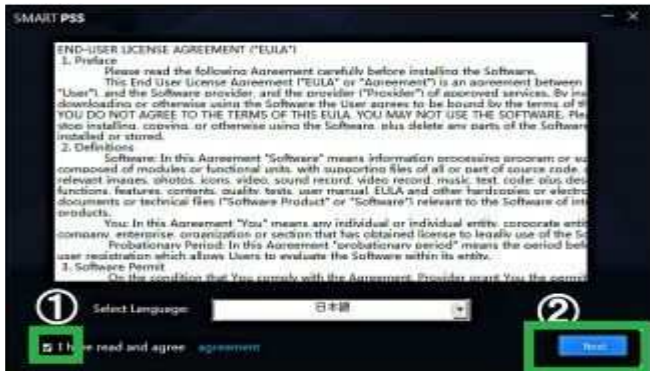 SMART PSS
END-USER LICENSE AGREEMENT ("EULA")
1. Preface
Please read the following Agreement carefully before installing the Software.
This End User License Agreement ("EULA" or "Agreement") is an agreement between
"User"), and the Software provider, and the provider ("Provider") of approved services. By
downloading or otherwise using the Software the User agrees to be bound by the terms of
YOU DO NOT AGREE TO THE TERMS OF THIS EULA, YOU MAY NOT USE THE SOFTWARE.
stop installing, copying, or otherwise using the Software, plus delete any parts of the Software
installed or stored.
2. Definitions
Software: In this Agreement "Software" means information processing program or
composed of modules or functional units, with supporting files of all or part of source code,
relevant images, photos, icons, video, sound record, video record, music, text, code, plus
functions, features, contents, quality, tests, user manual, EULA and other hardcopies or
documents or technical files ("Software Product" or "Software") relevant to the Software of
products.
You: In this Agreement "You" means any individual or individual entity, corporate
company, enterprise, organization or section that has obtained license to legally use of the
Probationary Period: In this Agreement "probationary period" means the period
user registration which allows Users to evaluate the Software within its entity.
3. Software Permit
On the condition that You comply with the Agreement, Provider grant You the
① Select Language: 日本語 ②
I have read and agree agreement Next